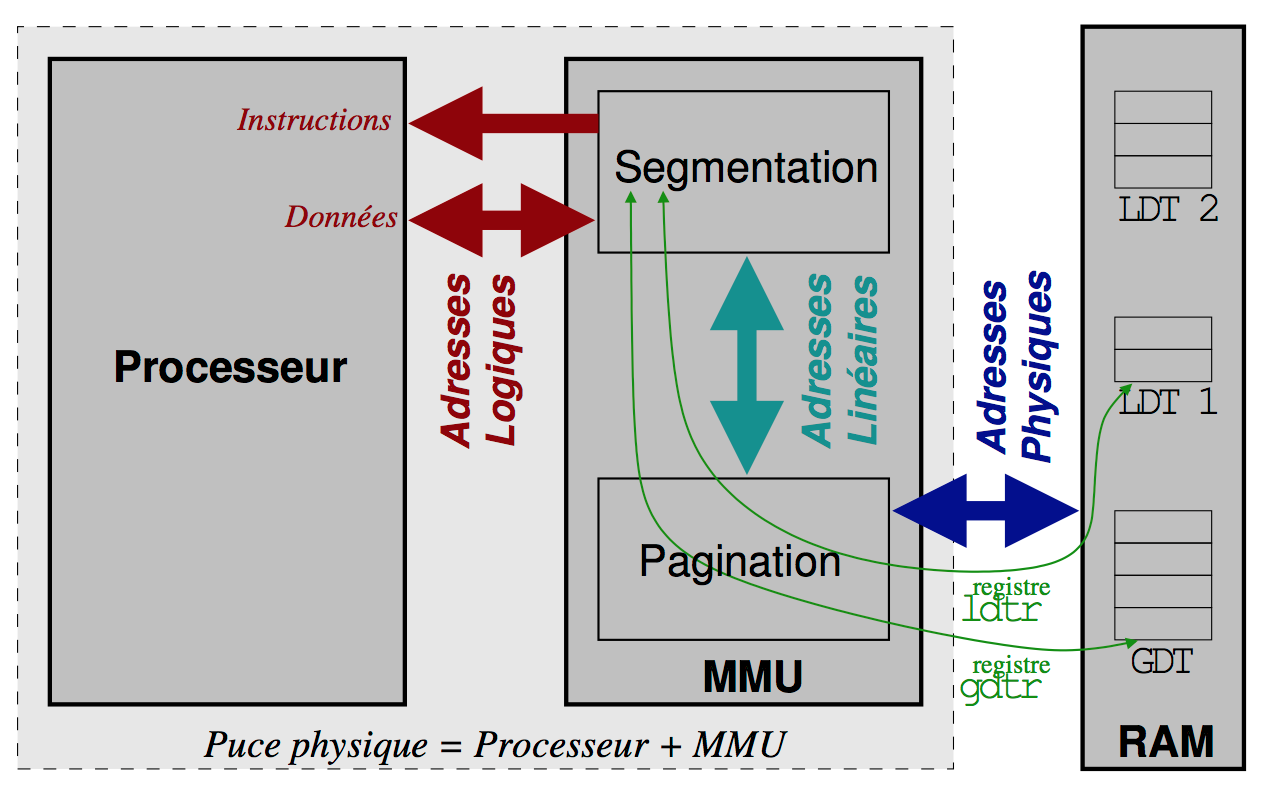 Instructions
Données
Processeur
Adresses
Logiques
Segmentation
Adresses
Linéaires
Pagination
MMU
Puce physique = Processeur + MMU
Adresses
Physiques
registre
ldtr
registre
gdtr
LDT 2
LDT 1
GDT
RAM